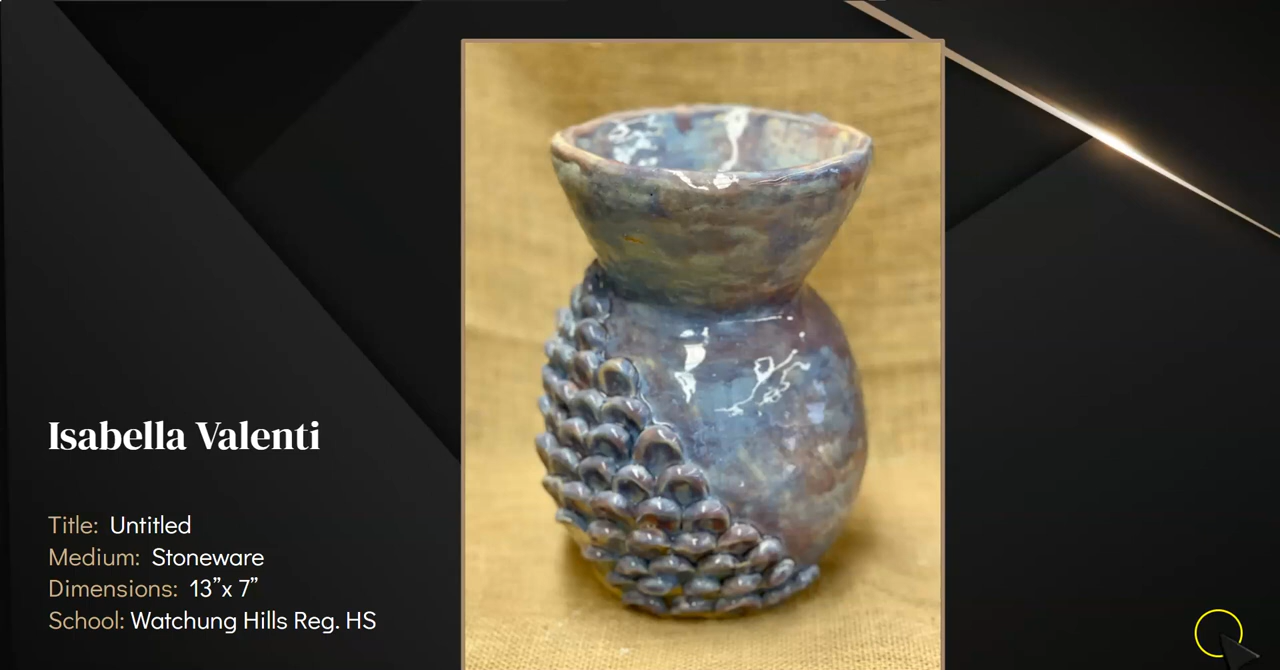 Isabella Valenti
Title: Untitled
Medium: Stoneware
Dimensions: 13”x 7”
School: Watchung Hills Reg. HS